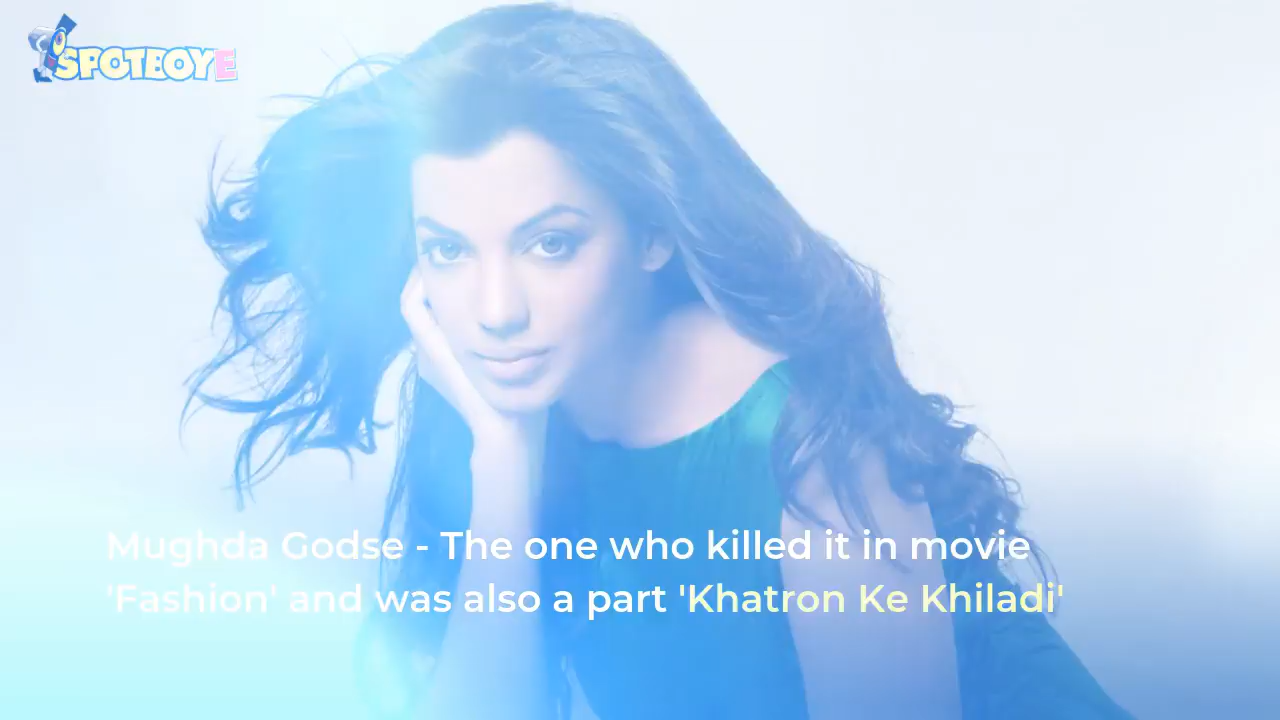 SPOTBOYE
Mughda Godse - The one who killed it in movie
'Fashion' and was also a part 'Khatron Ke Khiladi'